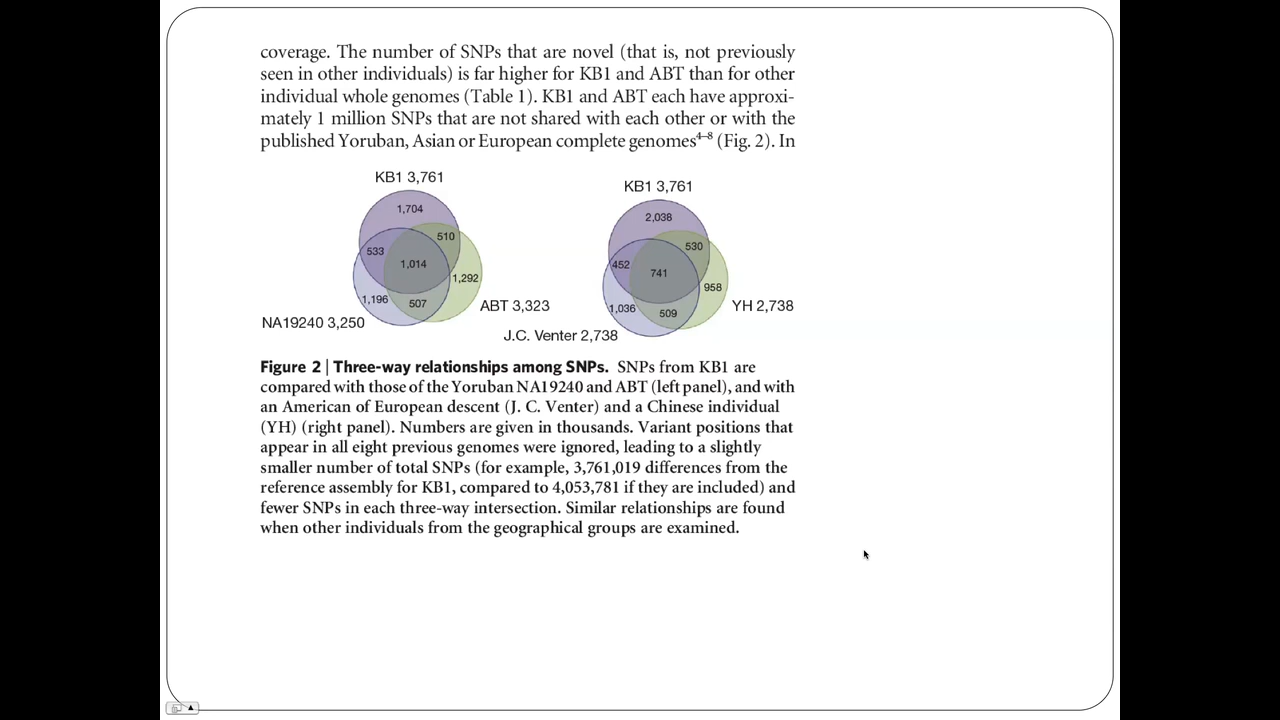 coverage. The number of SNPs that are novel (that is, not previously
seen in other individuals) is far higher for KB1 and ABT than for other
individual whole genomes (Table 1). KB1 and ABT each have approxi-
mately 1 million SNPs that are not shared with each other or with the
published Yoruban, Asian or European complete genomes4–8 (Fig. 2). In
KB1 3,761
1,704
510
533
1,014
1,292
1,196
507
ABT 3,323
NA19240 3,250
KB1 3,761
2,038
530
452
741
958
1,036
509
YH 2,738
J.C. Venter 2,738
Figure 2 | Three-way relationships among SNPs. SNPs from KB1 are
compared with those of the Yoruban NA19240 and ABT (left panel), and with
an American of European descent (J. C. Venter) and a Chinese individual
(YH) (right panel). Numbers are given in thousands. Variant positions that
appear in all eight previous genomes were ignored, leading to a slightly
smaller number of total SNPs (for example, 3,761,019 differences from the
reference assembly for KB1, compared to 4,053,781 if they are included) and
fewer SNPs in each three-way intersection. Similar relationships are found
when other individuals from the geographical groups are examined.